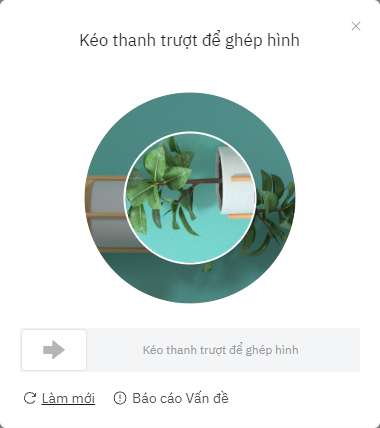 Kéo thanh trượt để ghép hình
Kéo thanh trượt để ghép hình
Làm mới
Báo cáo Vấn đề